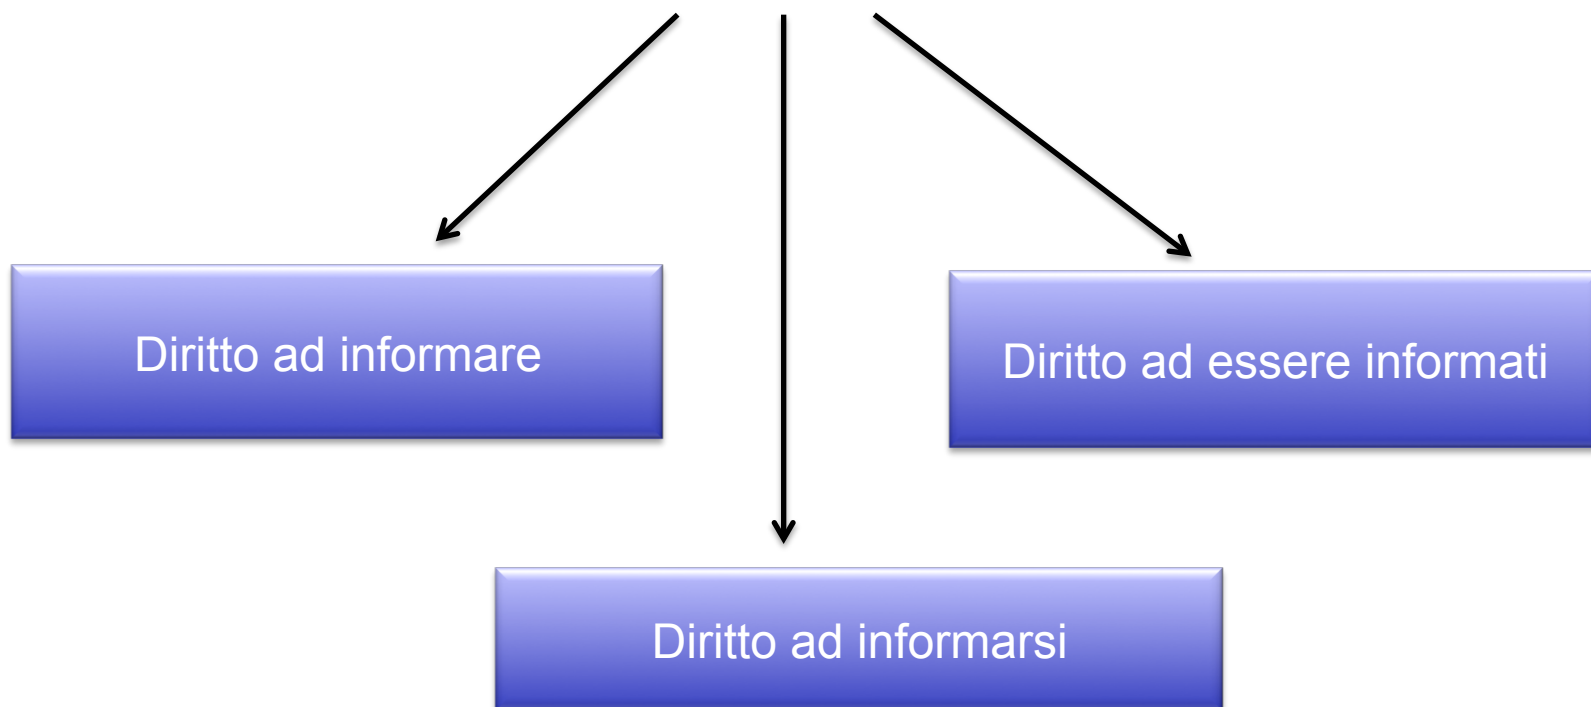 Diritto ad informare
Diritto ad essere informati
Diritto ad informarsi